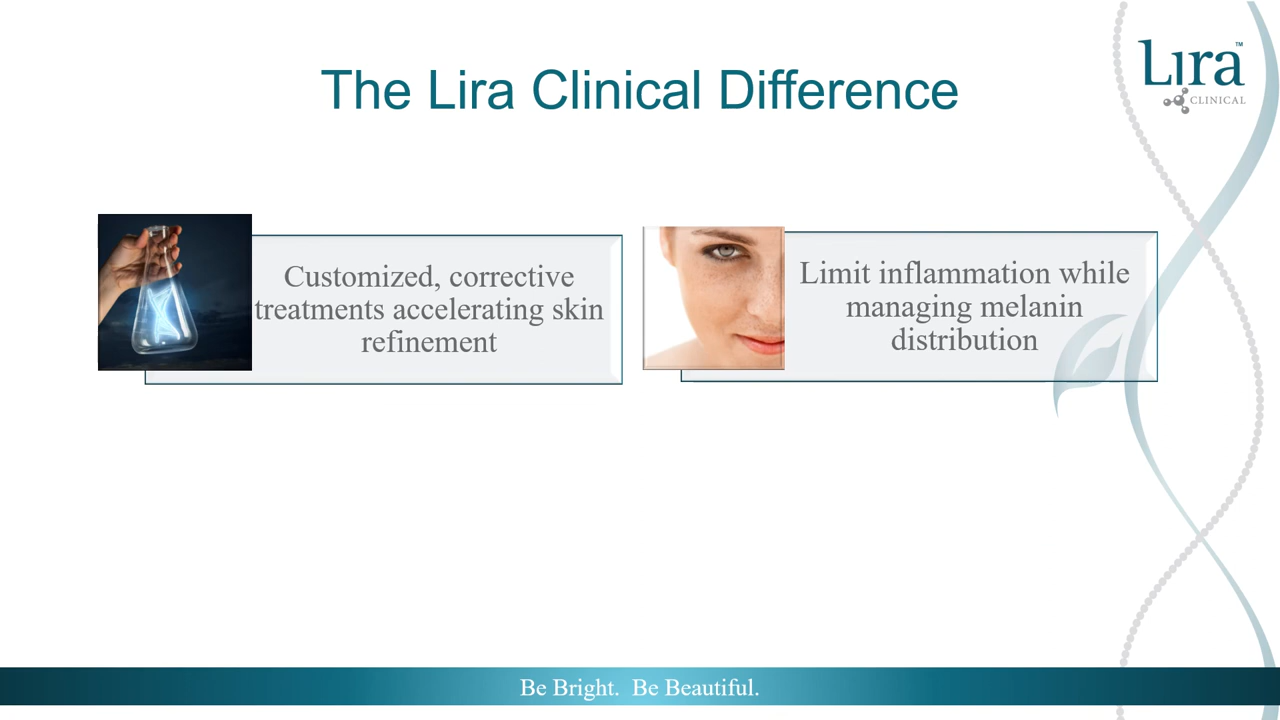 Lira™
CLINICAL
The Lira Clinical Difference
Customized, corrective
treatments accelerating skin
refinement
Limit inflammation while
managing melanin
distribution
Be Bright.  Be Beautiful.